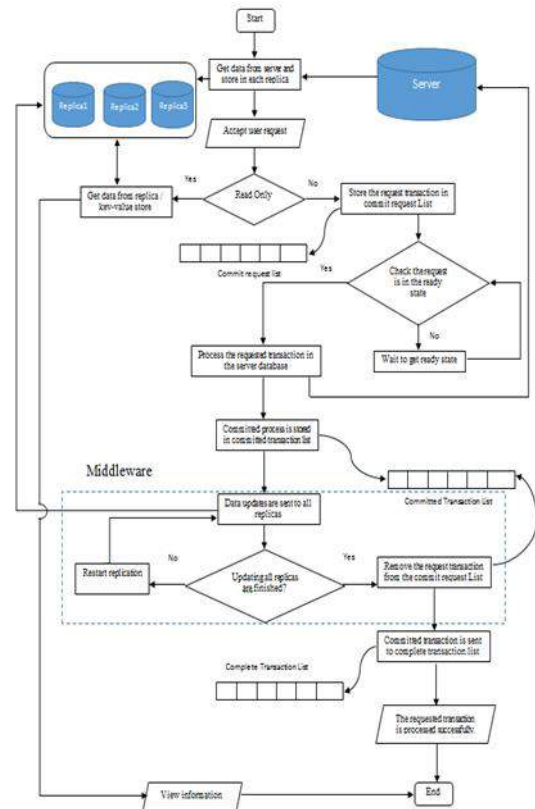 Start
Get data from server and
store in each replica
Server
Replica1
Replica2
Replica3
Accept user request
Yes
Read Only
No
Get data from replica /
key-value store
Store the request transaction in
commit request List
Commit request list
Yes
Check the request
is in the ready
state
No
Process the requested transaction in
the server database
Wait to get ready state
Committed process is stored
in committed transaction list
Middleware
Committed Transaction List
Data updates are sent to all
replicas
Restart replication
No
Yes
Updating all replicas
are finished?
Remove the request transaction
from the commit request List
Committed transaction is sent
to complete transaction list
Complete Transaction List
The requested transaction
is processed successfully.
View information
End